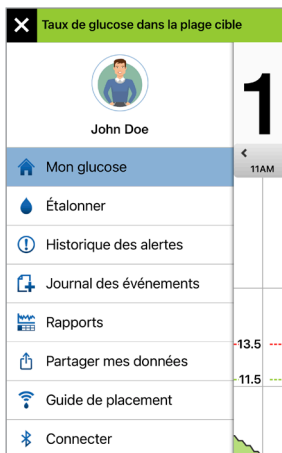 Taux de glucose dans la plage cible
1
John Doe
11AM
Mon glucose
Étalonner
Historique des alertes
Journal des événements
Rapports
13.5
Partager mes données
11.5
Guide de placement
Connecter